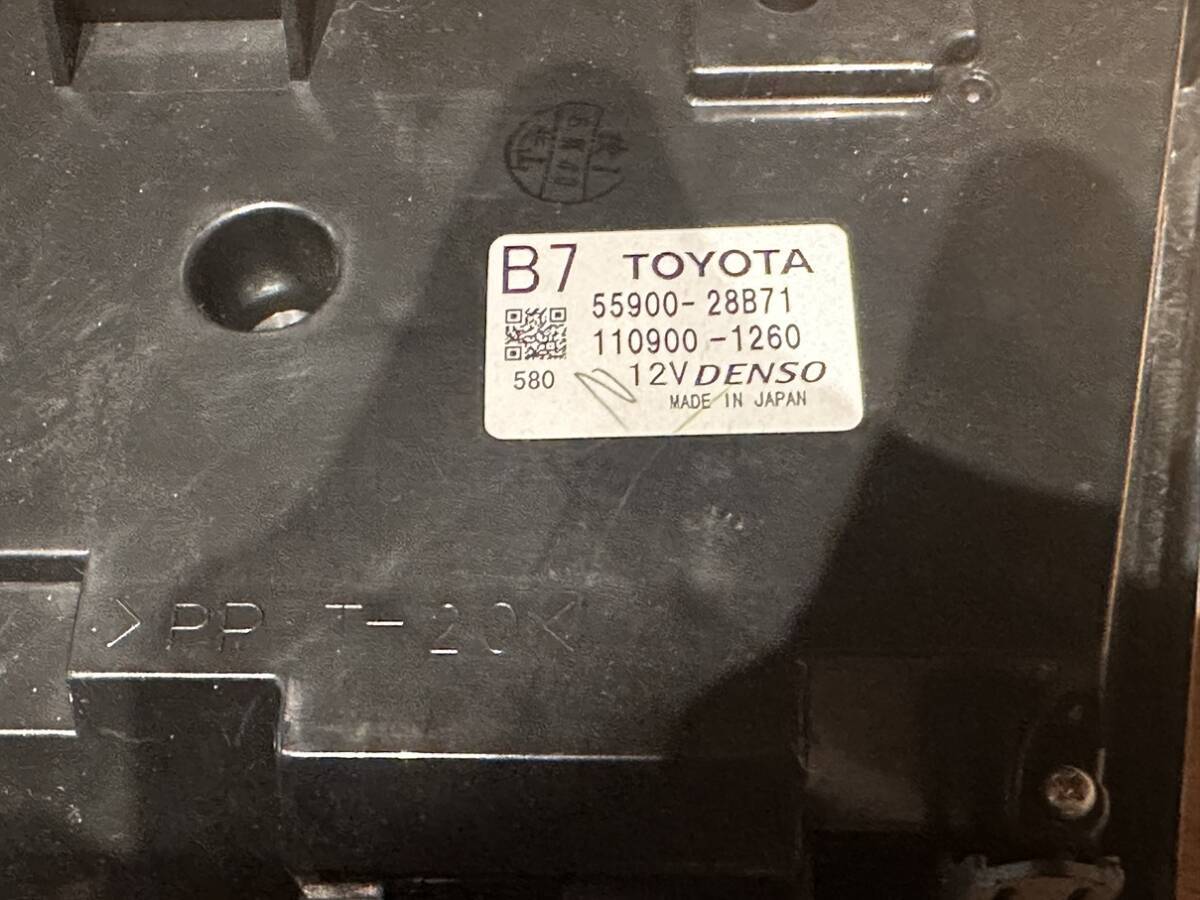 B7 TOYOTA
55900-28B71
110900-1260
580 12V DENSO
MADE IN JAPAN
>PP T-20<